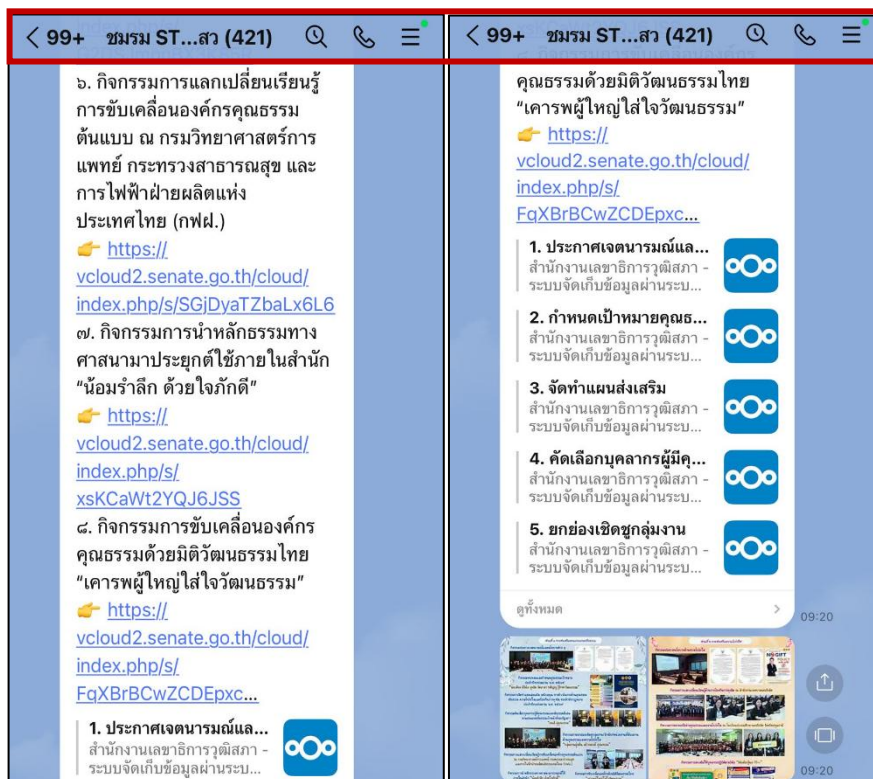 99+ ชมรม ST...สว (421)
๖. กิจกรรมการแลกเปลี่ยนเรียนรู้
การขับเคลื่อนองค์กรคุณธรรม
ต้นแบบ ณ กรมวิทยาศาสตร์การ
แพทย์ กระทรวงสาธารณสุข และ
การไฟฟ้าฝ่ายผลิตแห่ง
ประเทศไทย (กฟผ.)
👉 https://
vcloud2.senate.go.th/cloud/
index.php/s/SGjDyaTZbaLx6L6
๗. กิจกรรมการนำหลักธรรมทาง
ศาสนามาประยุกต์ใช้ภายในสำนัก
“น้อมรำลึก ด้วยใจภักดี”
👉 https://
vcloud2.senate.go.th/cloud/
index.php/s/
xsKCaWt2YQJ6JSS
๘. กิจกรรมการขับเคลื่อนองค์กร
คุณธรรมด้วยมิติวัฒนธรรมไทย
“เคารพผู้ใหญ่ใส่ใจวัฒนธรรม”
👉 https://
vcloud2.senate.go.th/cloud/
index.php/s/
FqXBrBCwZCDEpxc...
1. ประกาศเจตนารมณ์แล...
สำนักงานเลขาธิการวุฒิสภา -
ระบบจัดเก็บข้อมูลผ่านระบ...
99+ ชมรม ST...สว (421)
คุณธรรมด้วยมิติวัฒนธรรมไทย
“เคารพผู้ใหญ่ใส่ใจวัฒนธรรม”
👉 https://
vcloud2.senate.go.th/cloud/
index.php/s/
FqXBrBCwZCDEpxc...
1. ประกาศเจตนารมณ์แล...
สำนักงานเลขาธิการวุฒิสภา -
ระบบจัดเก็บข้อมูลผ่านระบ...
2. กำหนดเป้าหมายคุณธ...
สำนักงานเลขาธิการวุฒิสภา -
ระบบจัดเก็บข้อมูลผ่านระบ...
3. จัดทำแผนส่งเสริม
สำนักงานเลขาธิการวุฒิสภา -
ระบบจัดเก็บข้อมูลผ่านระบ...
4. คัดเลือกบุคลากรผู้มีคุ...
สำนักงานเลขาธิการวุฒิสภา -
ระบบจัดเก็บข้อมูลผ่านระบ...
5. ยกย่องเชิดชูกลุ่มงาน
สำนักงานเลขาธิการวุฒิสภา -
ระบบจัดเก็บข้อมูลผ่านระบ...
ดูทั้งหมด
09:20
09:20